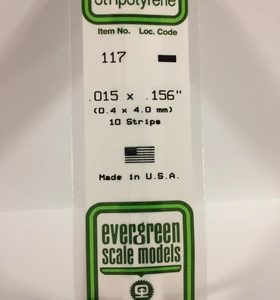 Item No. Loc. Code
117
.015 x .156"
(0.4 x 4.0 mm)
10 Strips
Made in U.S.A.
evergreen
scale models